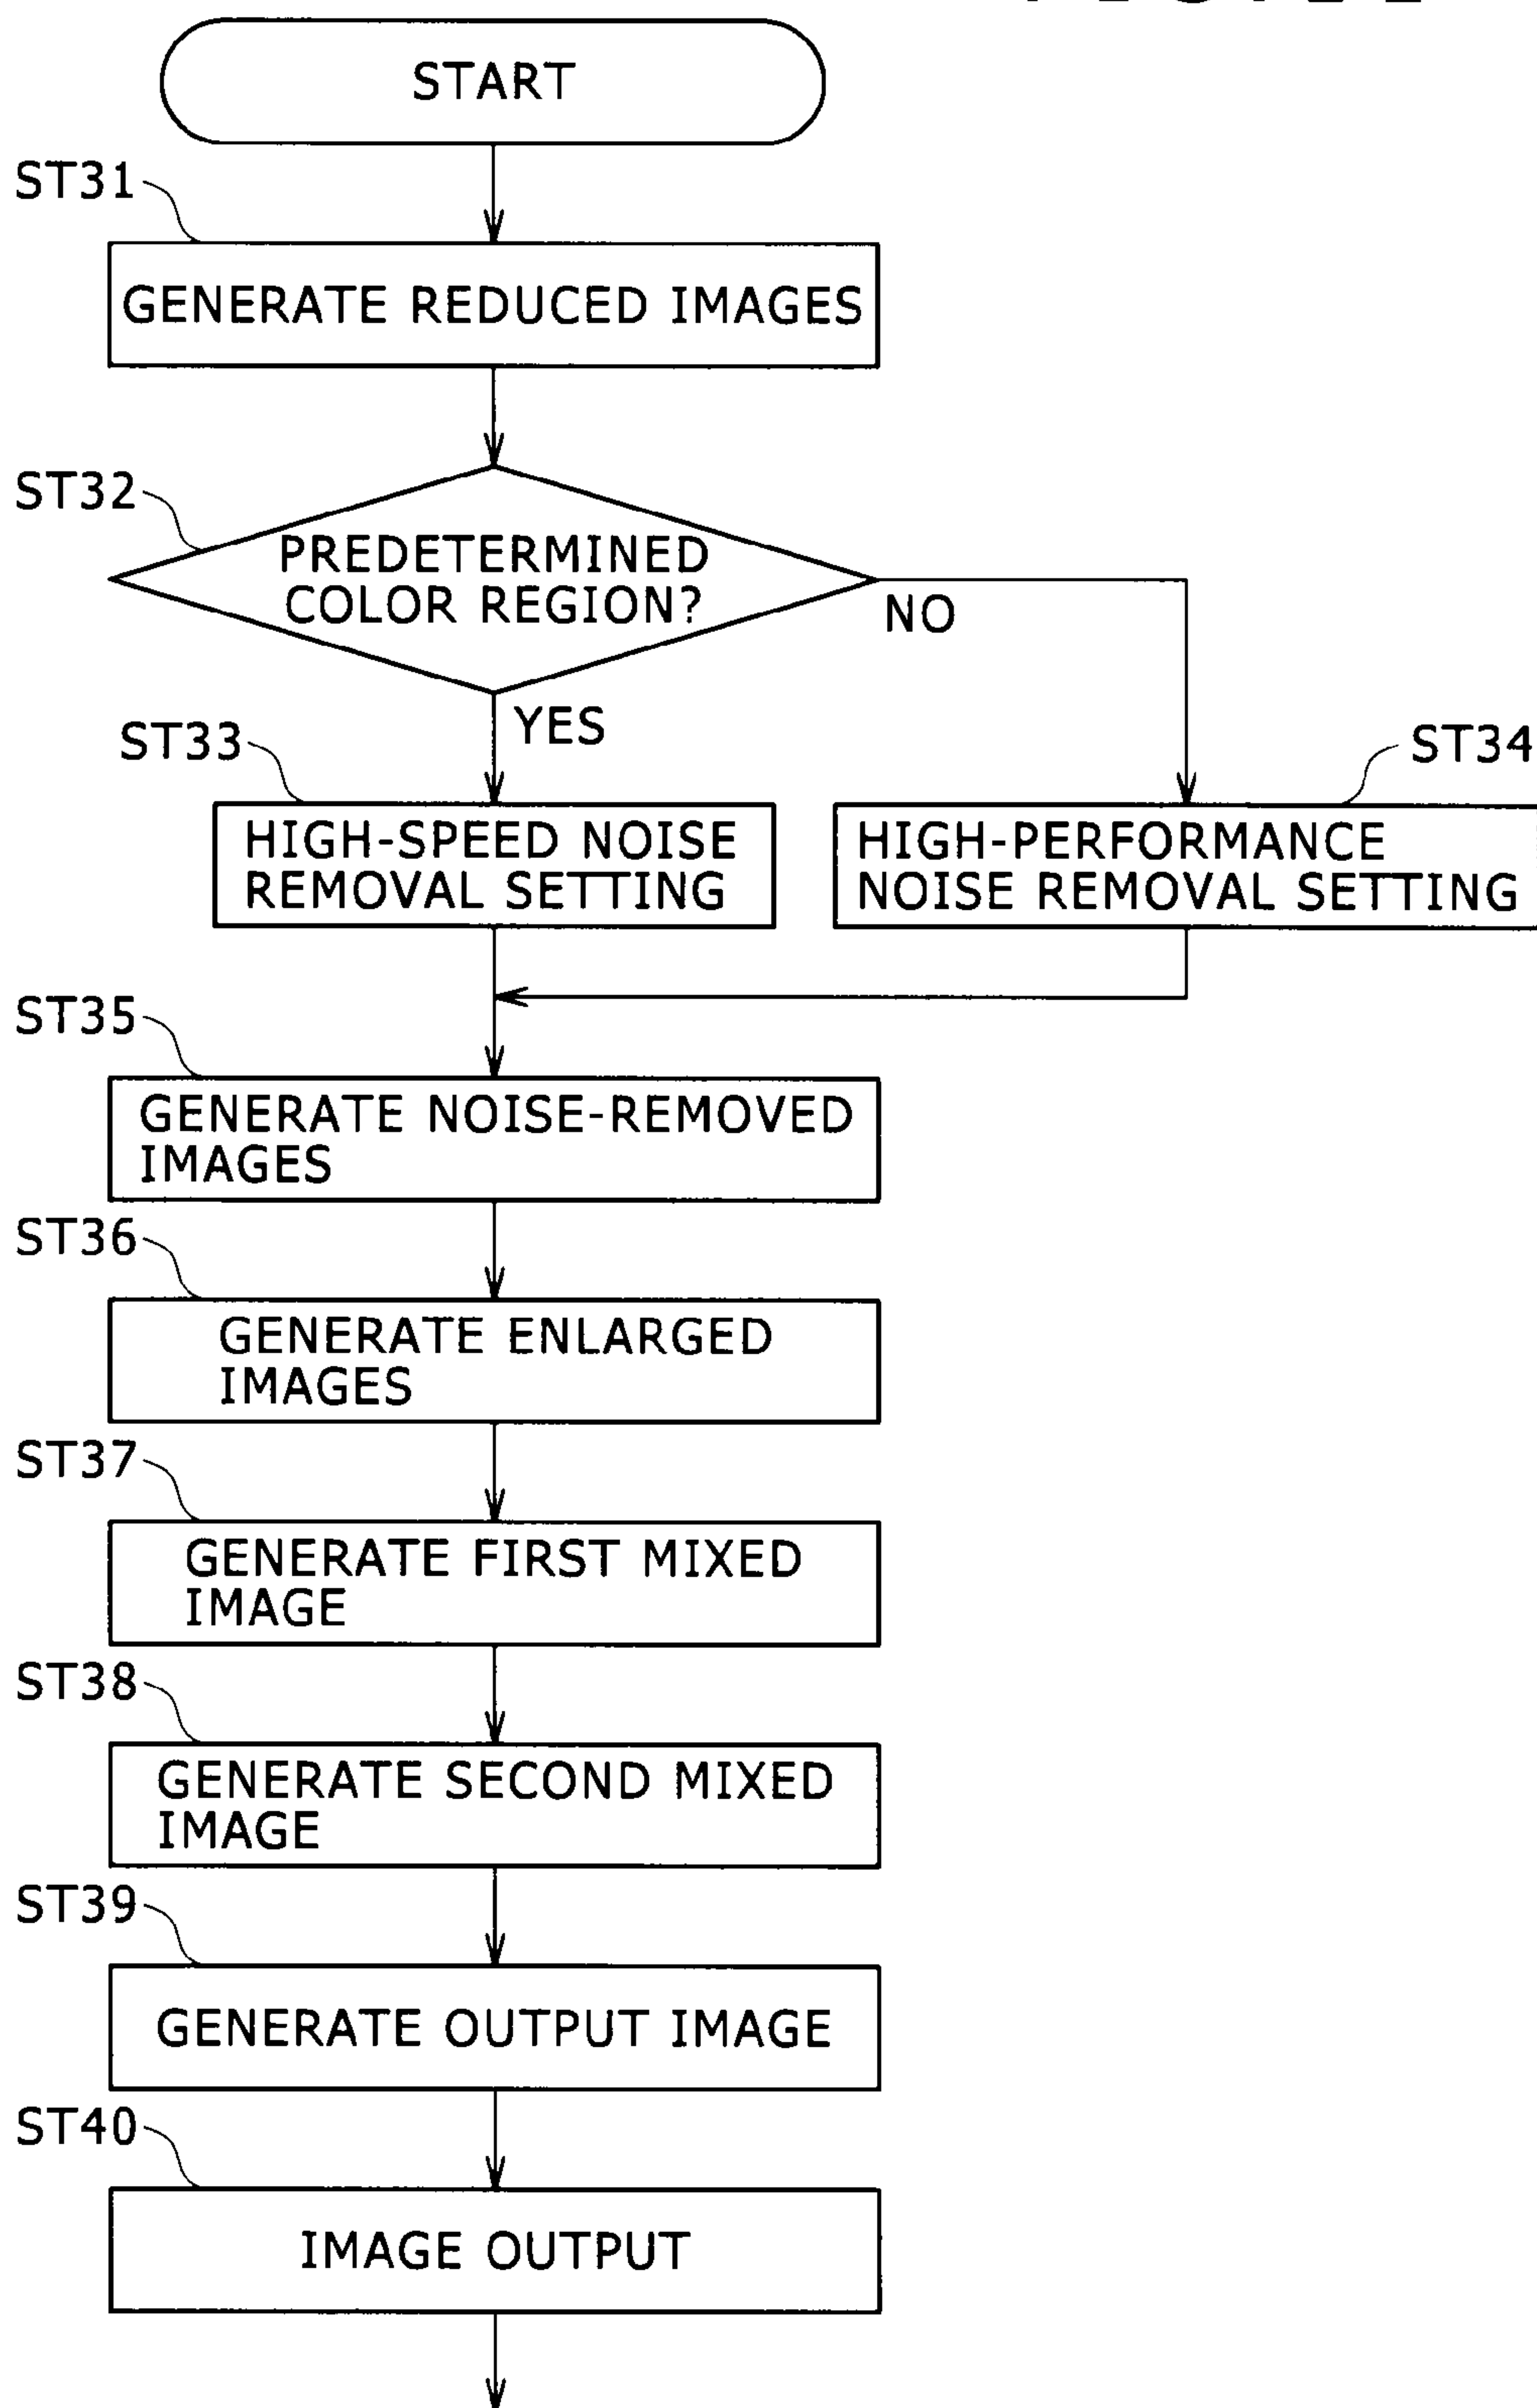 START
ST31
GENERATE REDUCED IMAGES
ST32
PREDETERMINED
COLOR REGION?
NO
YES
ST33
HIGH-SPEED NOISE
REMOVAL SETTING
ST34
HIGH-PERFORMANCE
NOISE REMOVAL SETTING
ST35
GENERATE NOISE-REMOVED
IMAGES
ST36
GENERATE ENLARGED
IMAGES
ST37
GENERATE FIRST MIXED
IMAGE
ST38
GENERATE SECOND MIXED
IMAGE
ST39
GENERATE OUTPUT IMAGE
ST40
IMAGE OUTPUT